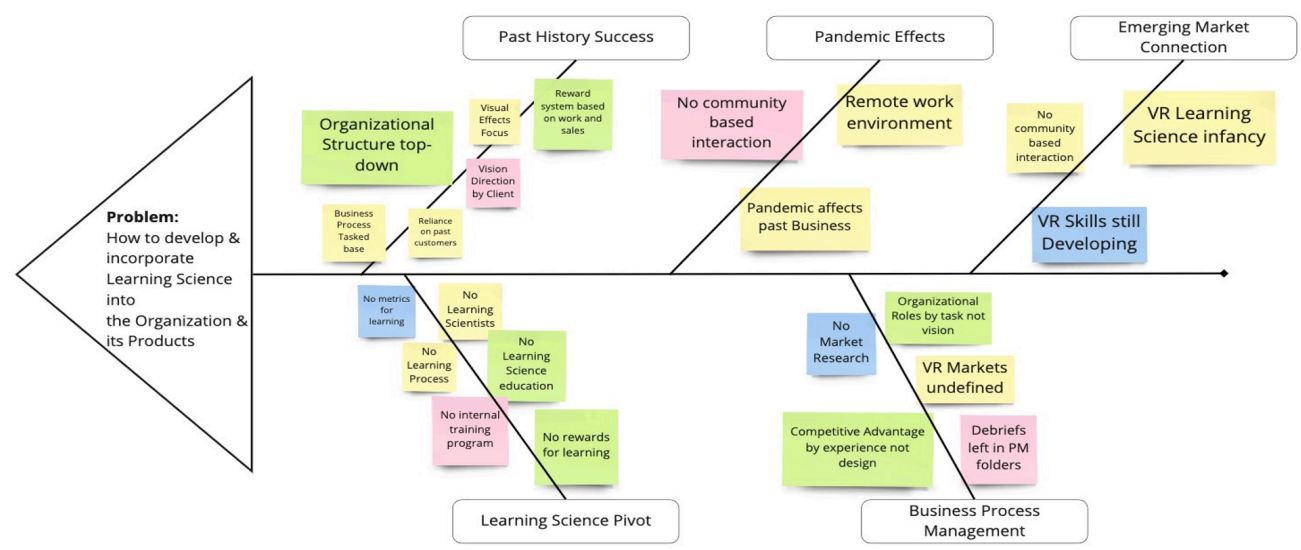 Past History Success
Pandemic Effects
Emerging Market
Connection
Problem:
How to develop &
incorporate
Learning Science
into
the Organization &
its Products
Organizational
Structure top-
down
Visual
Effects
Focus
Reward
system based
on work and
sales
Vision
Direction
by Client
Business
Process
Tasked
base
Reliance
on past
customers
No community
based
interaction
Remote work
environment
Pandemic affects
past Business
No
community
based
interaction
VR Learning
Science infancy
VR Skills still
Developing
No metrics
for
learning
No
Learning
Scientists
No
Learning
Process
No
Learning
Science
education
No internal
training
program
No rewards
for learning
Organizational
Roles by task not
vision
No
Market
Research
VR Markets
undefined
Competitive Advantage
by experience not
design
Debriefs
left in PM
folders
Learning Science Pivot
Business Process
Management